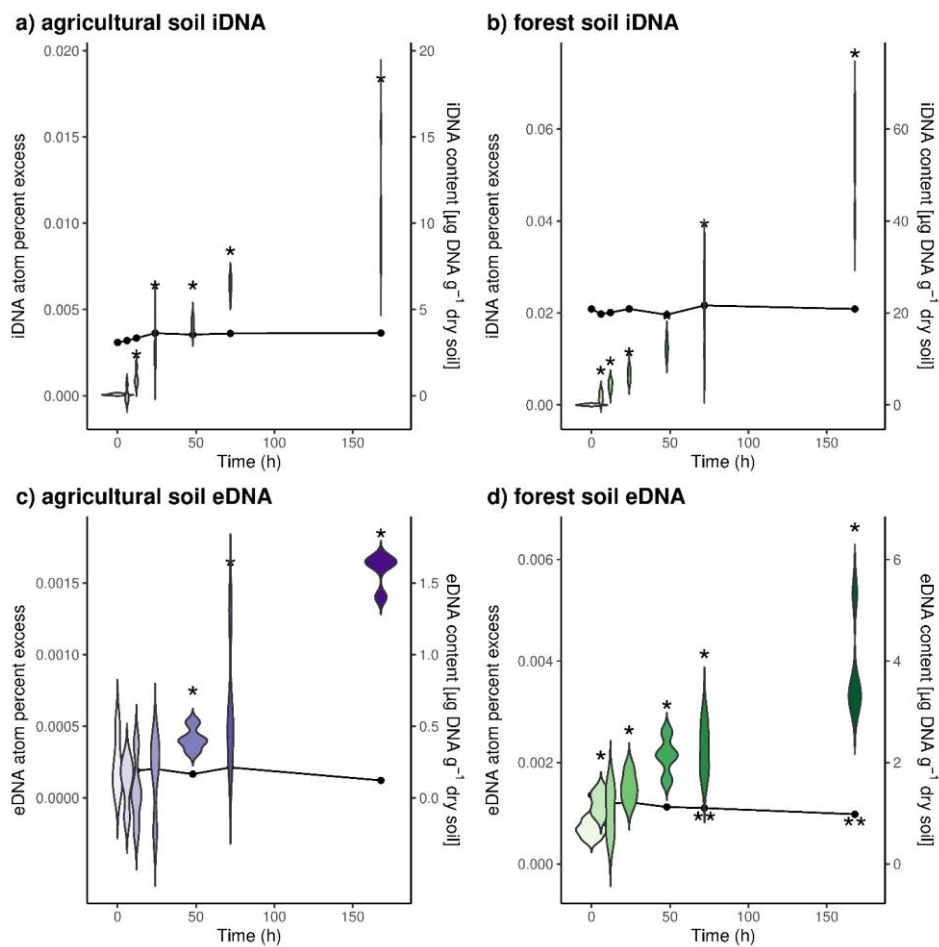 a) agricultural soil iDNA
0.020
0.015
0.010
0.005
0.000
iDNA atom percent excess
20
15
10
5
0
iDNA content [µg DNA g⁻¹ dry soil]
* * * * *
0 50 100 150
Time (h)
b) forest soil iDNA
0.06
0.04
0.02
0.00
iDNA atom percent excess
60
40
20
0
iDNA content [µg DNA g⁻¹ dry soil]
* * * * * *
0 50 100 150
Time (h)
c) agricultural soil eDNA
0.0015
0.0010
0.0005
0.0000
eDNA atom percent excess
1.5
1.0
0.5
0.0
eDNA content [µg DNA g⁻¹ dry soil]
* * *
0 50 100 150
Time (h)
d) forest soil eDNA
0.006
0.004
0.002
0.000
eDNA atom percent excess
6
4
2
0
eDNA content [µg DNA g⁻¹ dry soil]
* * * * *
** **
0 50 100 150
Time (h)